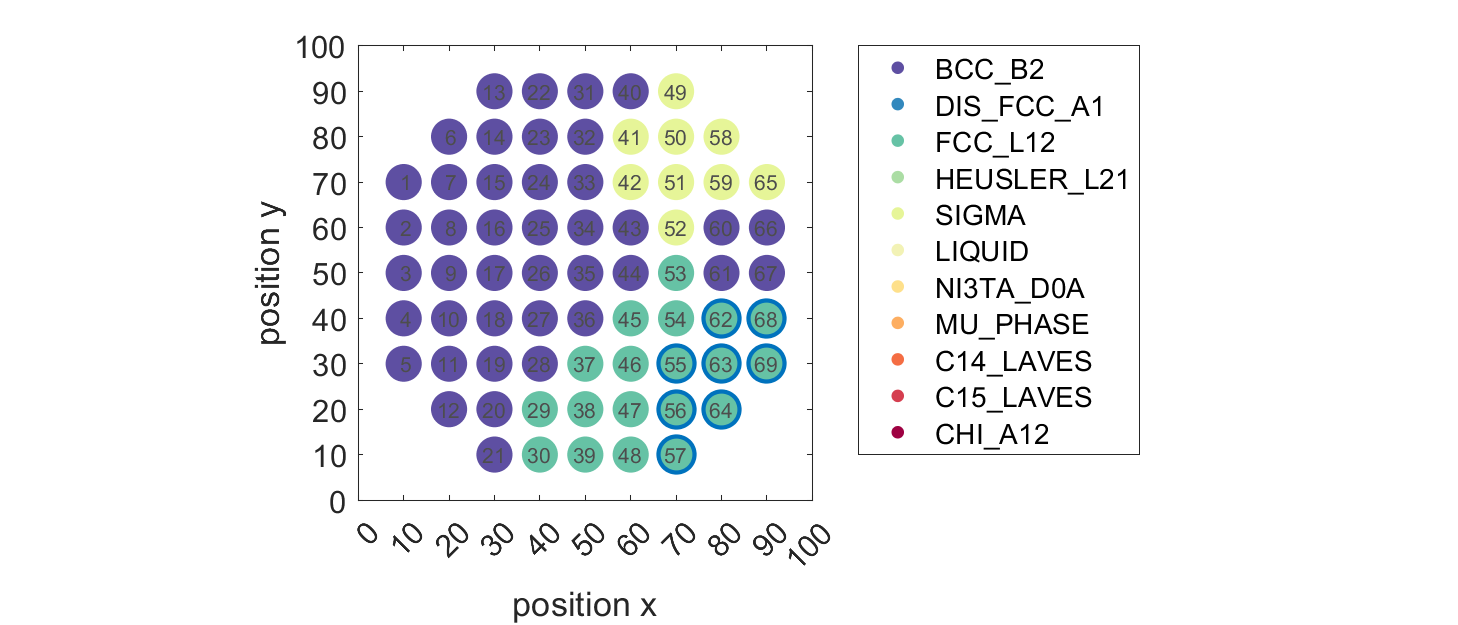 100
90
80
70
60
50
40
30
20
10
0
position y
13 22 31 40 49
6 14 23 32 41 50 58
1 7 15 24 33 42 51 59 65
2 8 16 25 34 43 52 60 66
3 9 17 26 35 44 53 61 67
4 10 18 27 36 45 54 62 68
5 11 19 28 37 46 55 63 69
12 20 29 38 47 56 64
21 30 39 48 57
0 10 20 30 40 50 60 70 80 90 100
position x
BCC_B2
DIS_FCC_A1
FCC_L12
HEUSLER_L21
SIGMA
LIQUID
NI3TA_D0A
MU_PHASE
C14_LAVES
C15_LAVES
CHI_A12